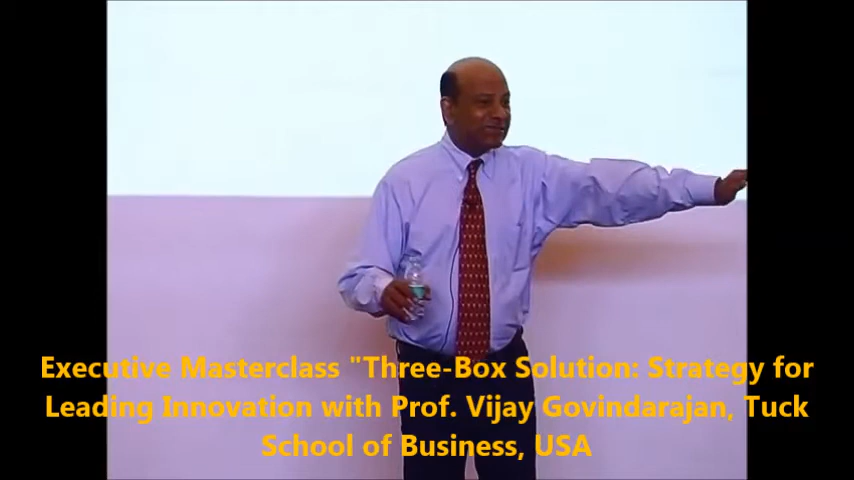 Executive Masterclass "Three-Box Solution: Strategy for
Leading Innovation with Prof. Vijay Govindarajan, Tuck
School of Business, USA